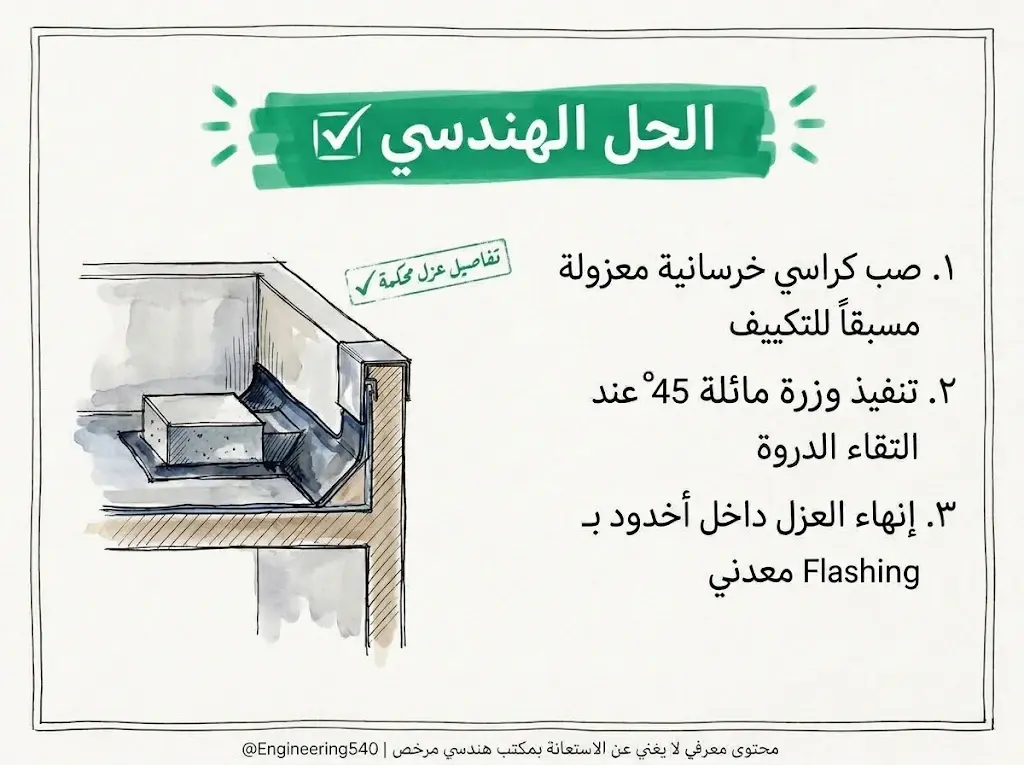 الحل الهندسي ✓
تفاصيل عزل محكمة ✓
١. صب كراسي خرسانية معزولة
مسبقاً للتكييف
٢. تنفيذ وزرة مائلة 45° عند
التقاء الدروة
٣. إنهاء العزل داخل أخدود بـ
Flashing معدني
محتوى معرفي لا يغني عن الاستعانة بمكتب هندسي مرخص | @Engineering540